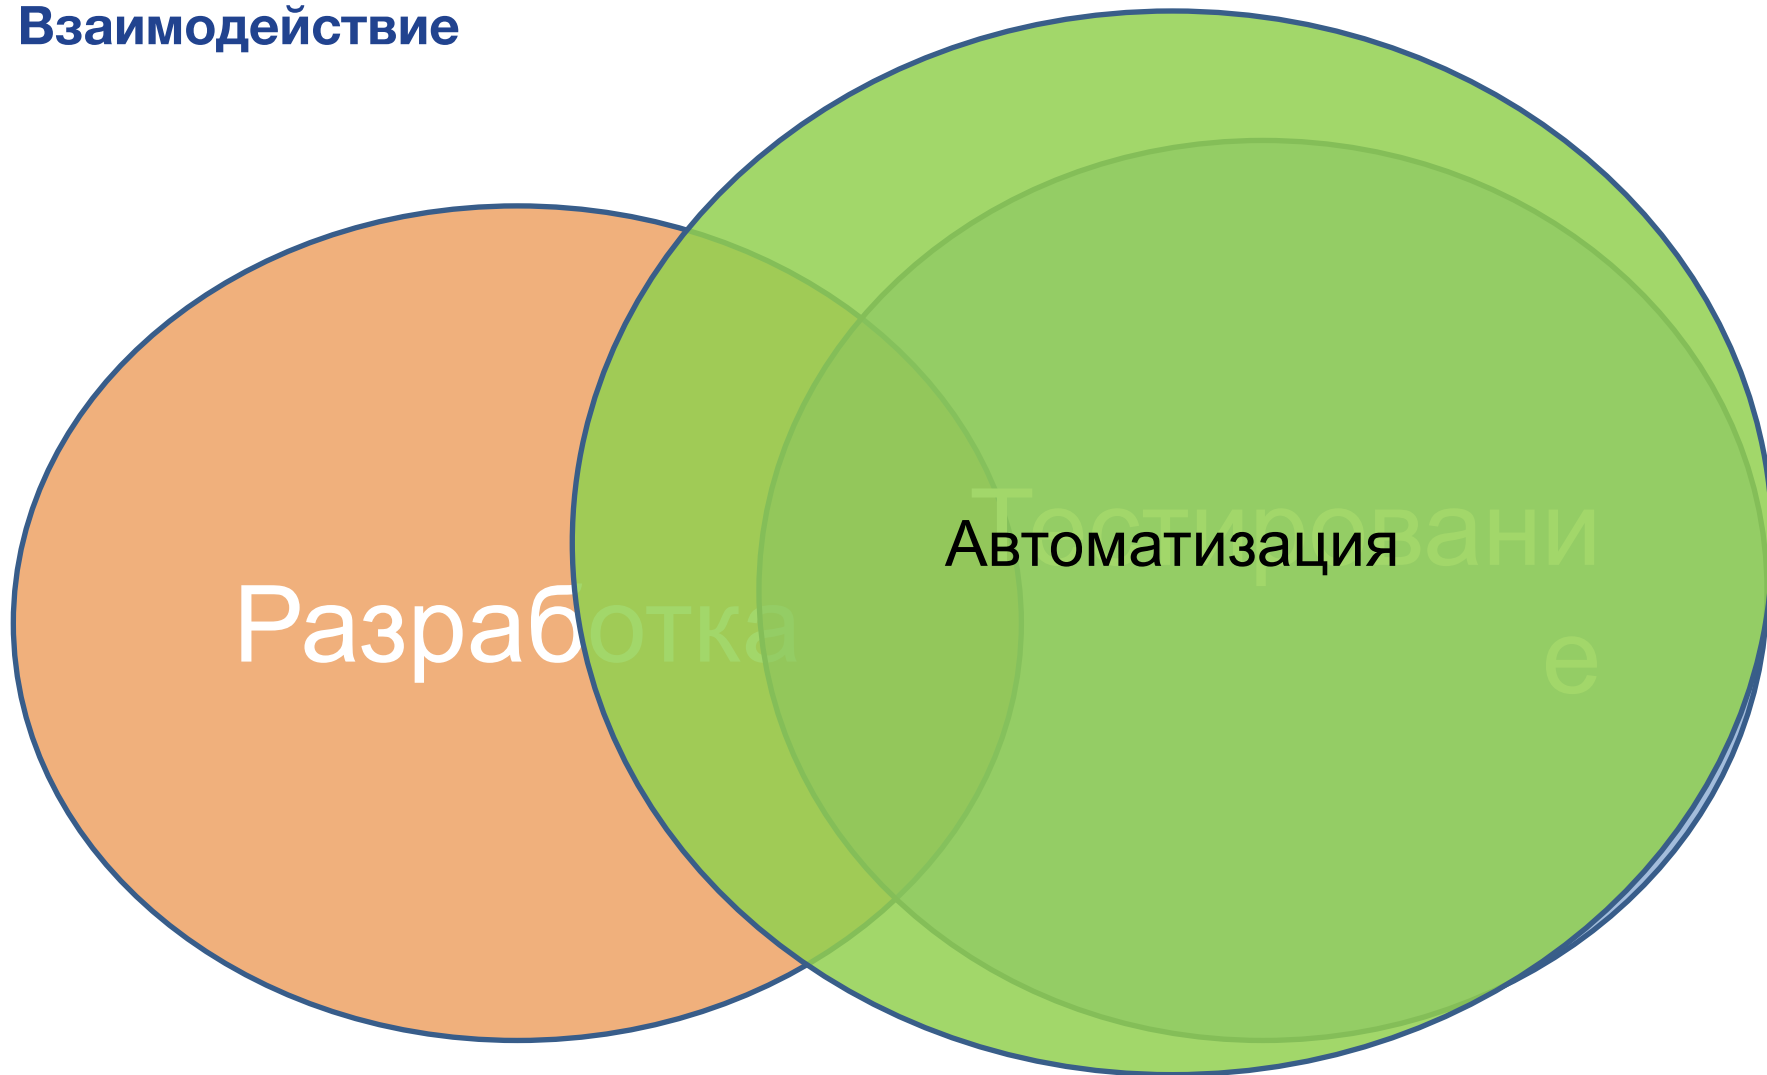 Взаимодействие
Тестировани
е
Автоматизация
Разработка